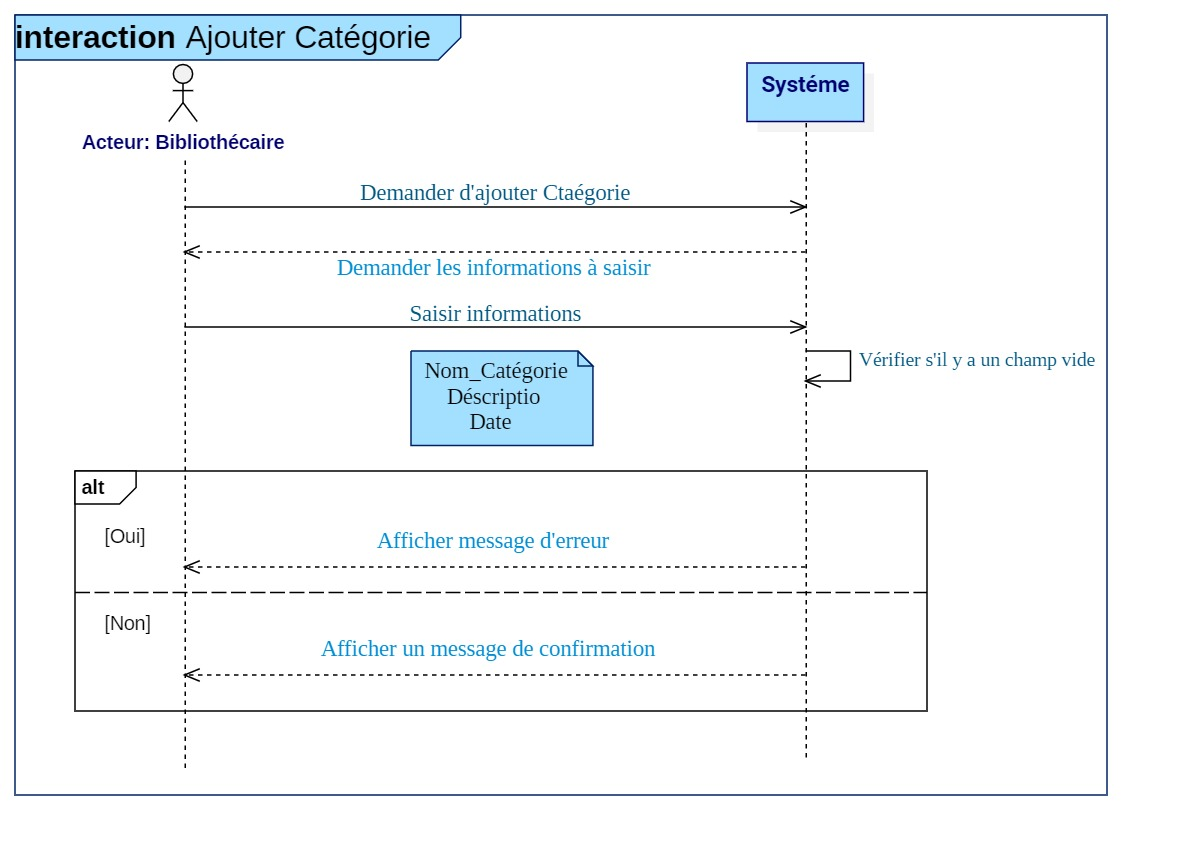 interaction Ajouter Catégorie
Systéme
Acteur: Bibliothécaire
Demander d'ajouter Ctaégorie
Demander les informations à saisir
Saisir informations
Vérifier s'il y a un champ vide
Nom_Catégorie
Déscriptio
Date
alt
[Oui]
Afficher message d'erreur
[Non]
Afficher un message de confirmation